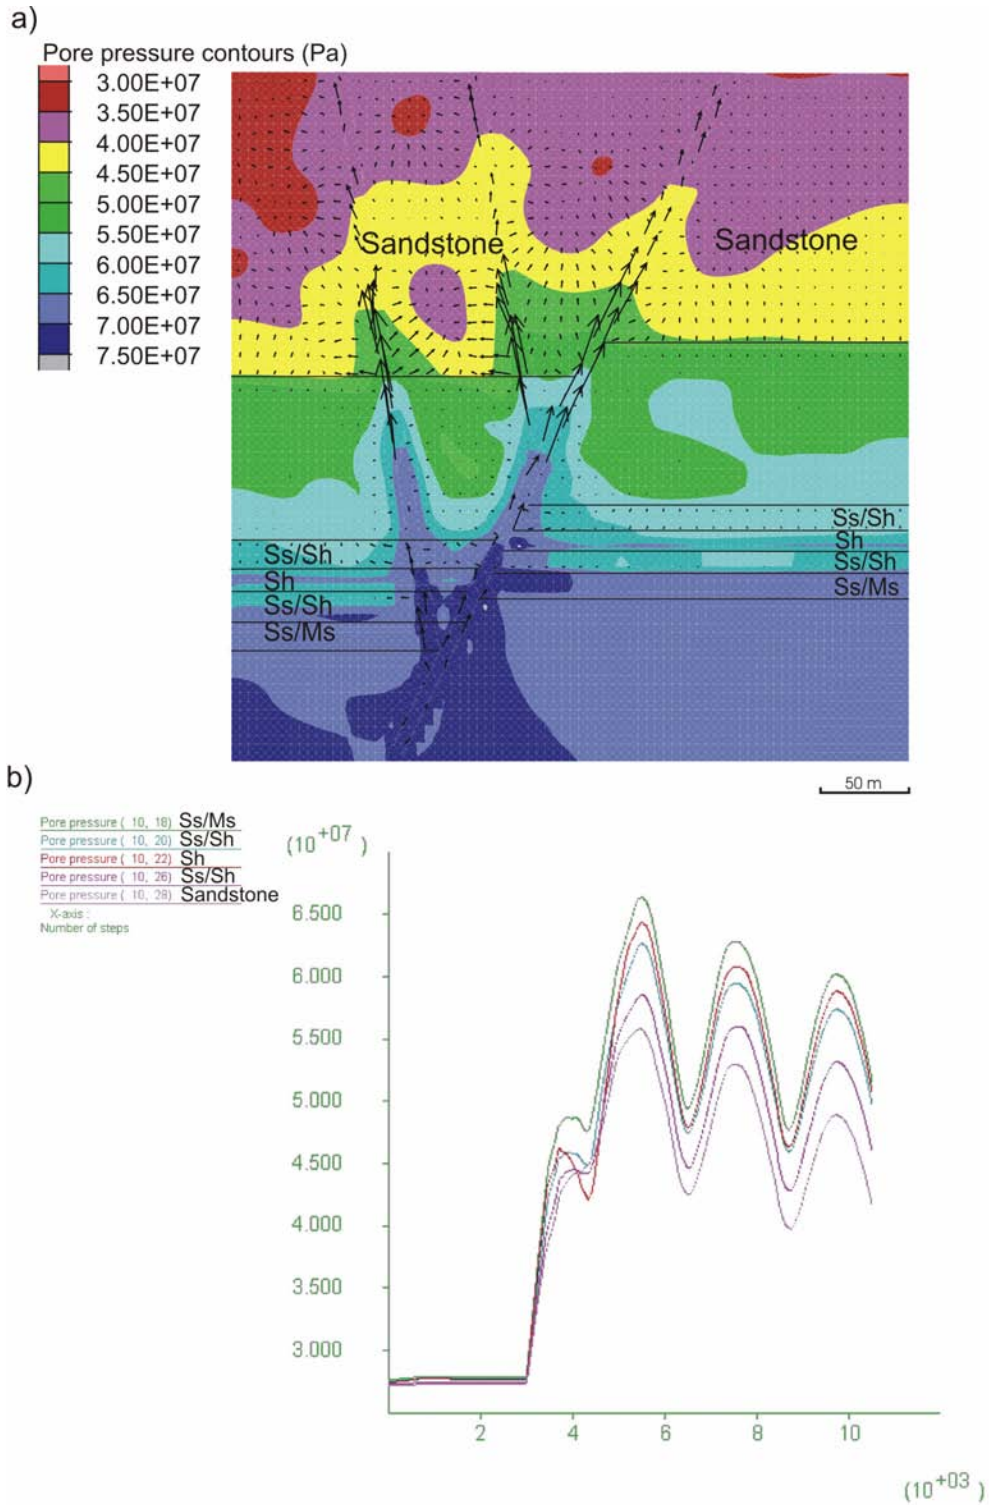 a)
Pore pressure contours (Pa)
3.00E+07
3.50E+07
4.00E+07
4.50E+07
5.00E+07
5.50E+07
6.00E+07
6.50E+07
7.00E+07
7.50E+07
Sandstone
Sandstone
Ss/Sh
Sh
Ss/Sh
Ss/Ms
Ss/Sh
Sh
Ss/Sh
Ss/Ms
50 m
b)
Pore pressure ( 10, 18) Ss/Ms
Pore pressure ( 10, 20) Ss/Sh
Pore pressure ( 10, 22) Sh
Pore pressure ( 10, 26) Ss/Sh
Pore pressure ( 10, 28) Sandstone
X-axis :
Number of steps
(10 +07 )
6.500
6.000
5.500
5.000
4.500
4.000
3.500
3.000
2 4 6 8 10
(10 +03 )